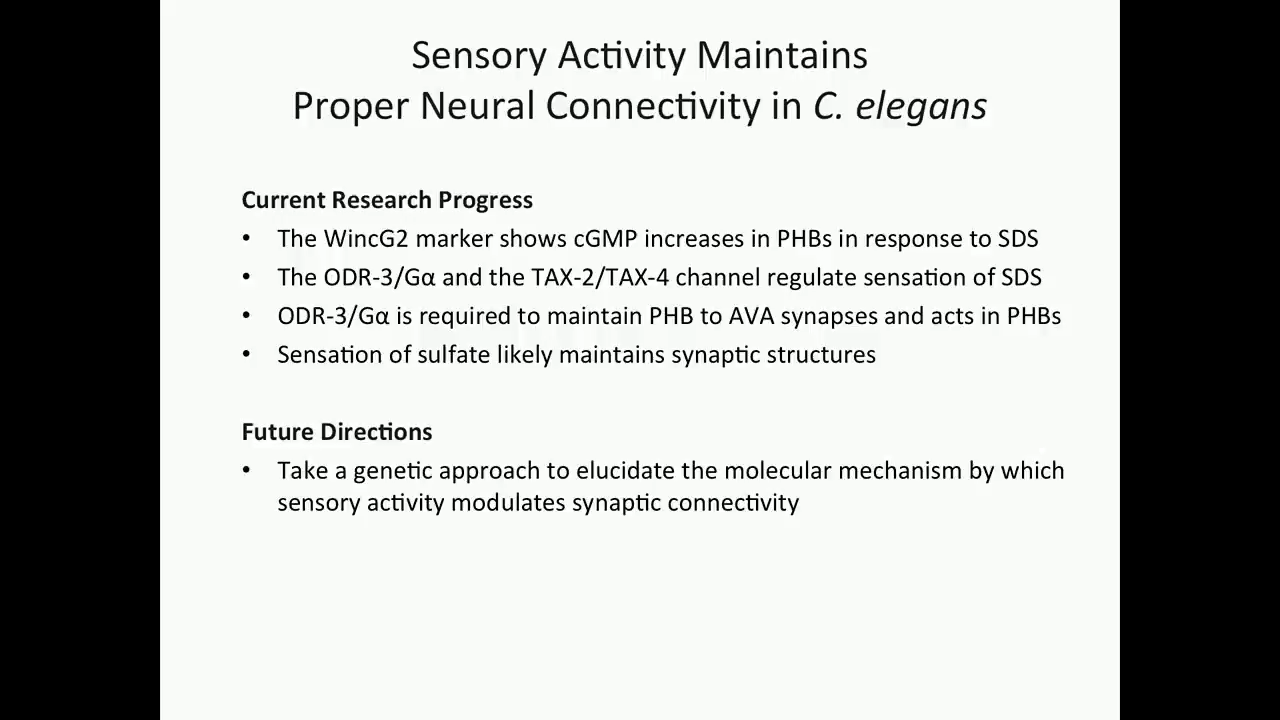 Sensory Activity Maintains
Proper Neural Connectivity in C. elegans
Current Research Progress
• The WincG2 marker shows cGMP increases in PHBs in response to SDS
• The ODR-3/Gα and the TAX-2/TAX-4 channel regulate sensation of SDS
• ODR-3/Gα is required to maintain PHB to AVA synapses and acts in PHBs
• Sensation of sulfate likely maintains synaptic structures
Future Directions
• Take a genetic approach to elucidate the molecular mechanism by which
sensory activity modulates synaptic connectivity